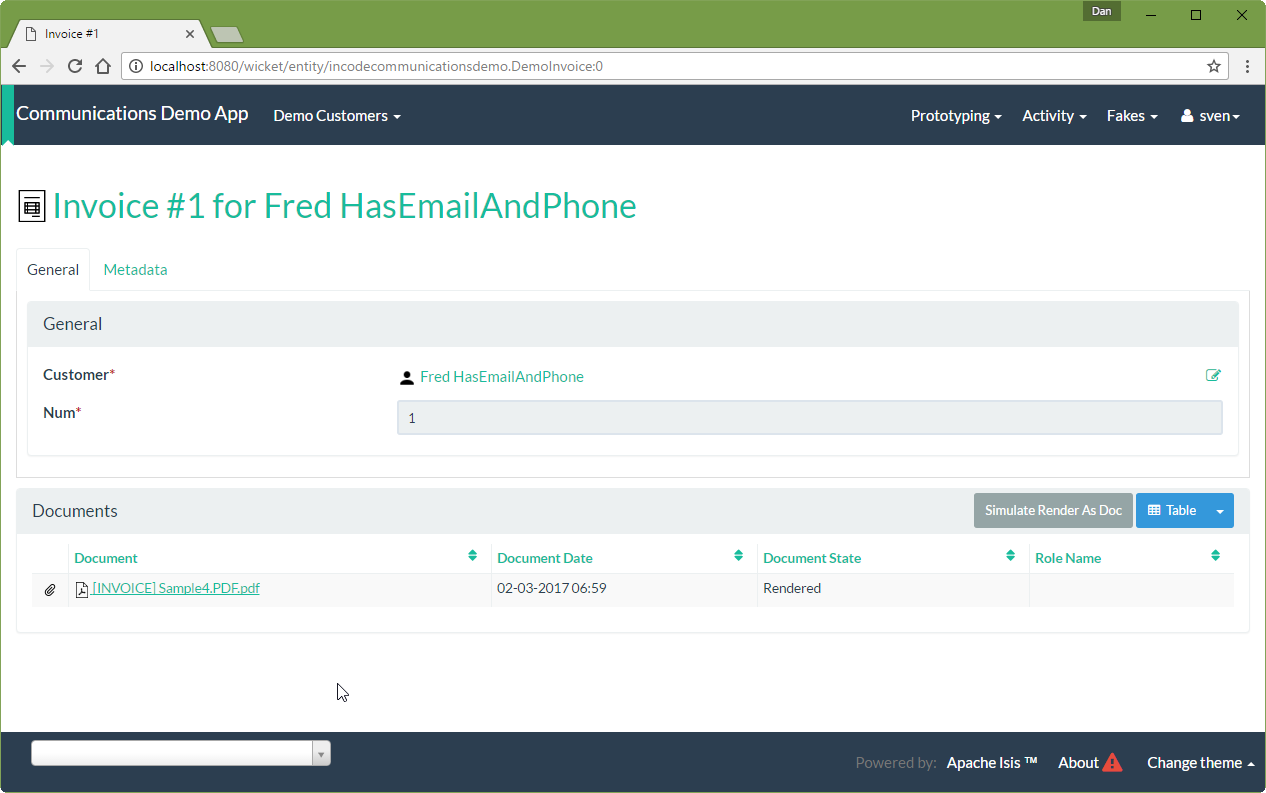 Dan
Invoice #1
localhost:8080/wicket/entity/incodecommunicationsdemo.DemoInvoice:0
Communications Demo App Demo Customers Prototyping Activity Fakes sven
Invoice #1 for Fred HasEmailAndPhone
General Metadata
General
Customer* Fred HasEmailAndPhone
Num* 1
Documents Simulate Render As Doc Table
Document Document Date Document State Role Name
[INVOICE] Sample4.PDF.pdf 02-03-2017 06:59 Rendered
Powered by: Apache Isis ™ About Change theme